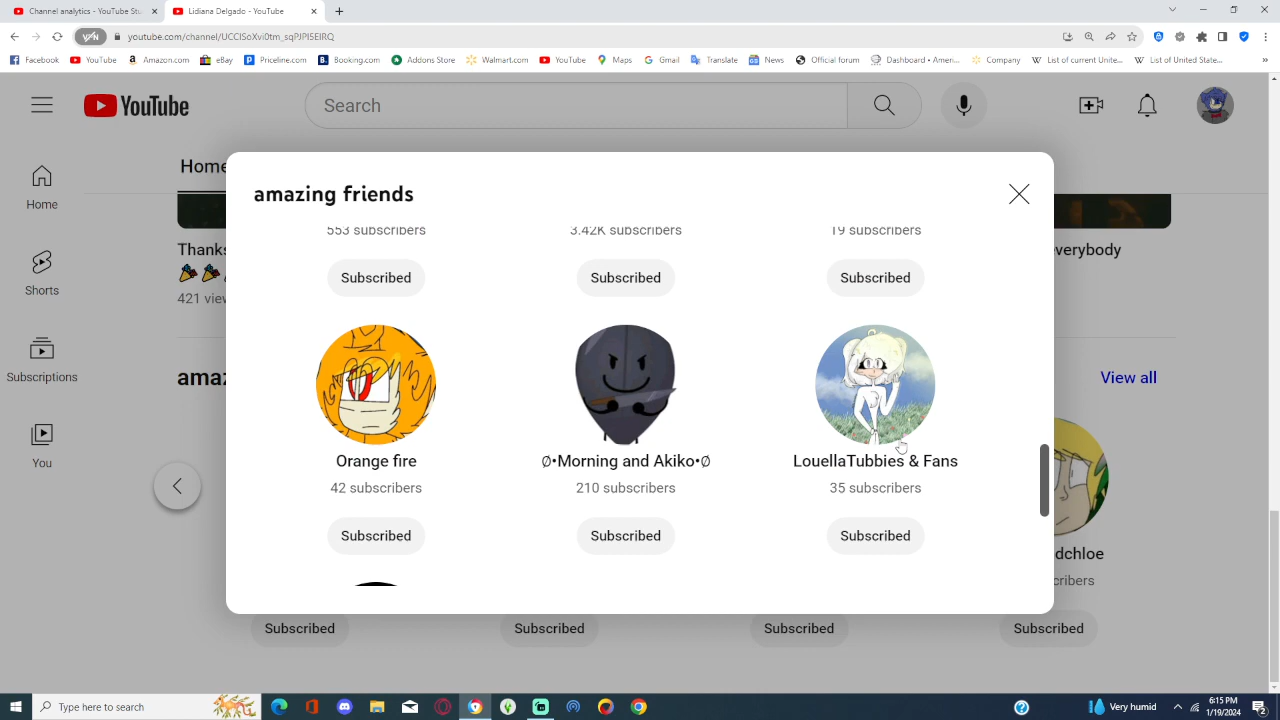 Channel analytics - YouTube Stu
Lidiana Delgado - YouTube
VPN
youtube.com/channel/UCCISoXvi0tm_sqPJPI5EIRQ
Facebook YouTube Amazon.com eBay Priceline.com Booking.com Addons Store Walmart.com YouTube Maps Gmail Translate News Official forum Dashboard • Ameri... Company List of current Unite... List of United State...
YouTube
Search
Home
Home
Shorts
Subscriptions
You
Thanks
421 view
everybody
amaz
View all
dchloe
cribers
Subscribed Subscribed Subscribed Subscribed
amazing friends
553 subscribers 3.42K subscribers 19 subscribers
Subscribed Subscribed Subscribed
Orange fire Ø•Morning and Akiko•Ø LouellaTubbies & Fans
42 subscribers 210 subscribers 35 subscribers
Subscribed Subscribed Subscribed
Type here to search
Very humid
6:15 PM
1/19/2024
2